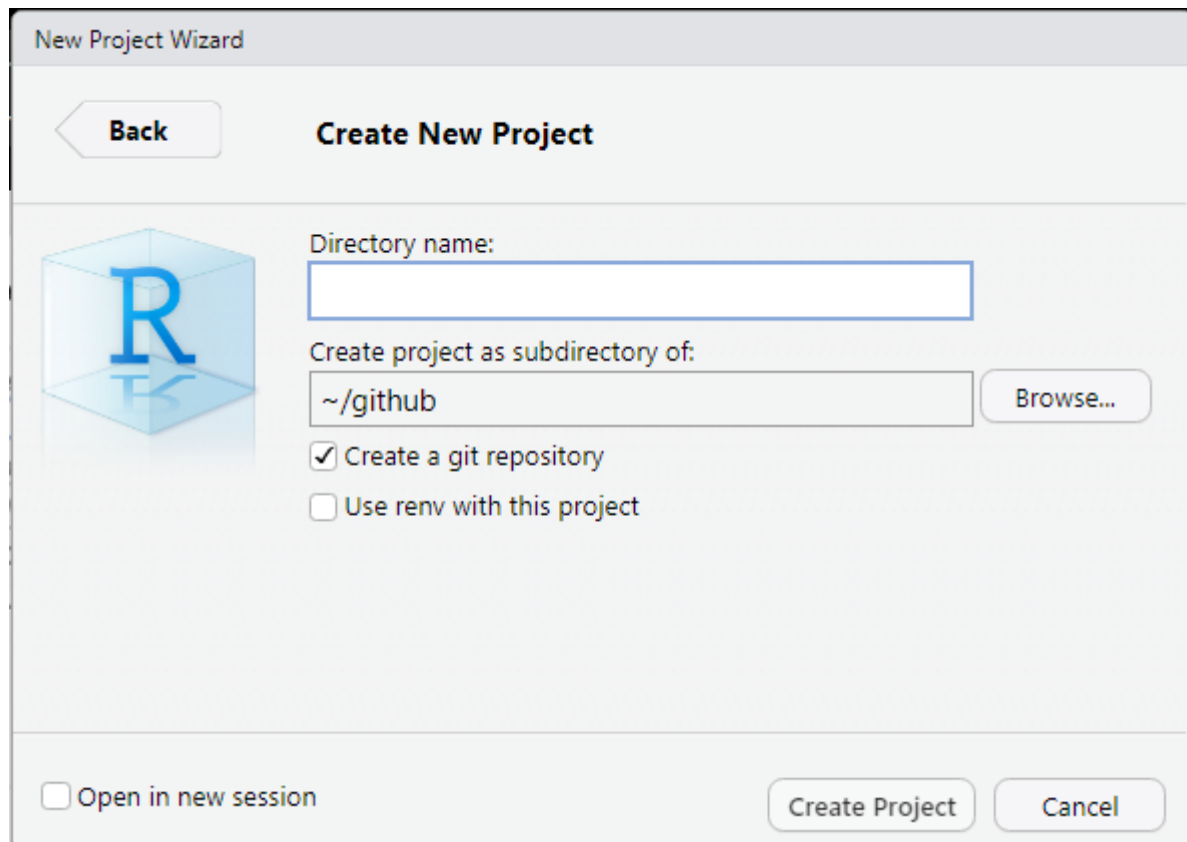 New Project Wizard
Back
Create New Project
R
Directory name:
Create project as subdirectory of:
~/github
Browse...
Create a git repository
Use renv with this project
Open in new session
Create Project
Cancel